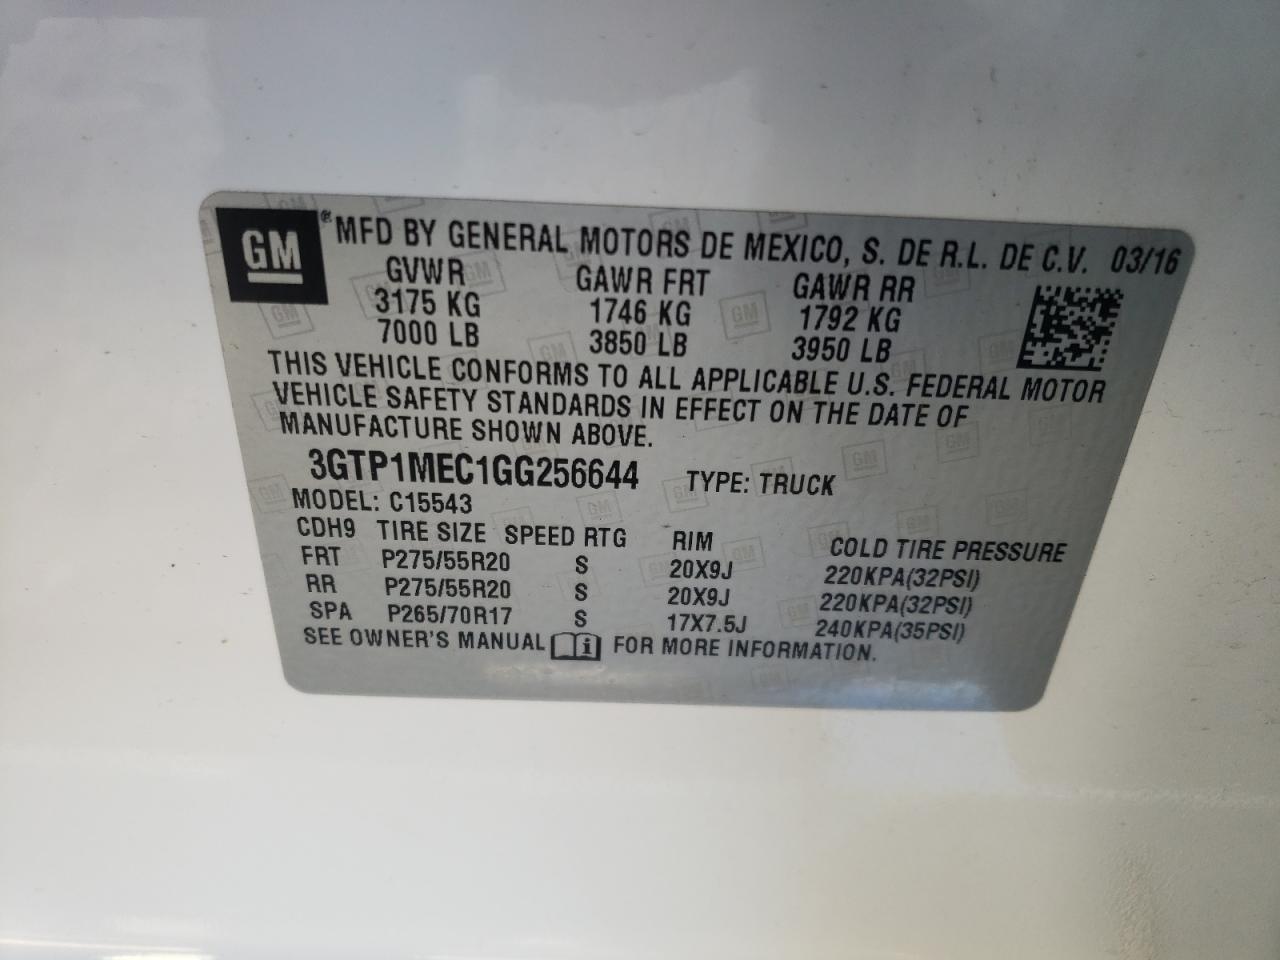 GM ® MFD BY GENERAL MOTORS DE MEXICO, S. DE R.L. DE C.V. 03/16
GVWR GAWR FRT GAWR RR
3175 KG 1746 KG 1792 KG
7000 LB 3850 LB 3950 LB
THIS VEHICLE CONFORMS TO ALL APPLICABLE U.S. FEDERAL MOTOR
VEHICLE SAFETY STANDARDS IN EFFECT ON THE DATE OF
MANUFACTURE SHOWN ABOVE.
3GTP1MEC1GG256644 TYPE: TRUCK
MODEL: C15543
CDH9 TIRE SIZE SPEED RTG RIM COLD TIRE PRESSURE
FRT P275/55R20 S 20X9J 220KPA(32PSI)
RR P275/55R20 S 20X9J 220KPA(32PSI)
SPA P265/70R17 S 17X7.5J 240KPA(35PSI)
SEE OWNER'S MANUAL i FOR MORE INFORMATION.